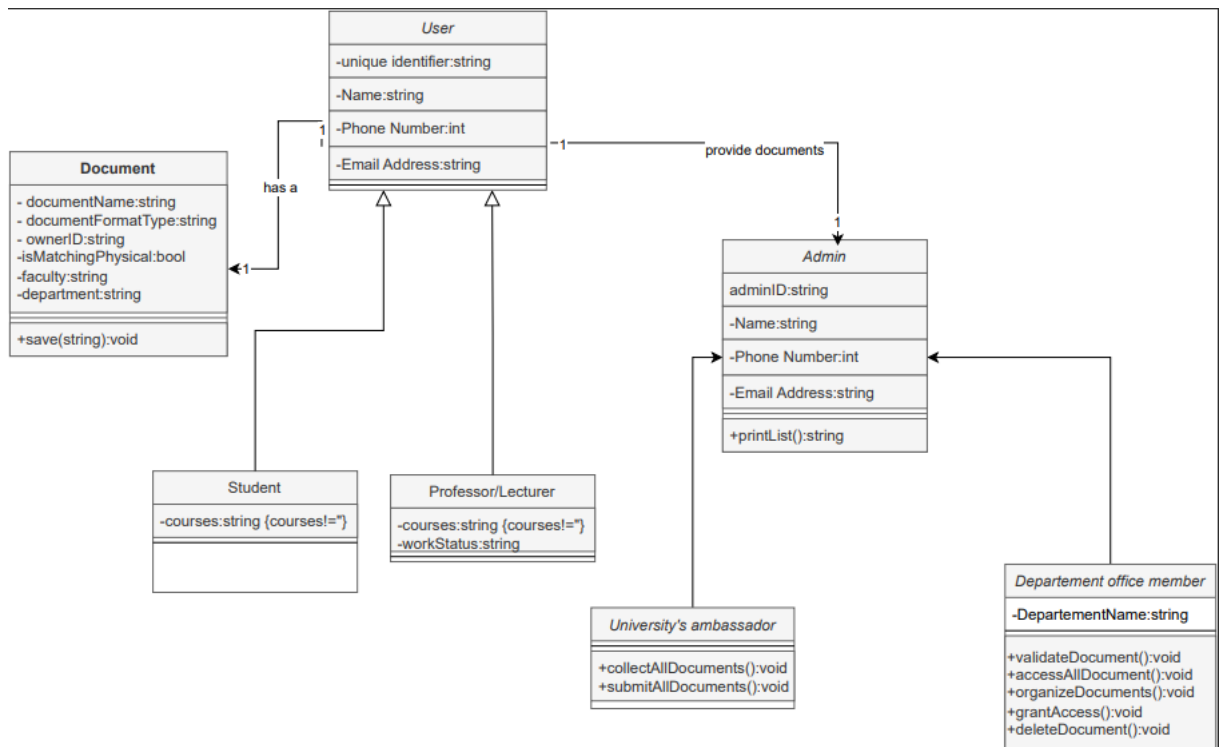 User
-unique identifier:string
-Name:string
-Phone Number:int
-Email Address:string
1
1
provide documents
1
has a
1
Document
- documentName:string
- documentFormatType:string
- ownerID:string
-isMatchingPhysical:bool
-faculty:string
-department:string
+save(string):void
Admin
adminID:string
-Name:string
-Phone Number:int
-Email Address:string
+printList():string
Student
-courses:string {courses!=''}
Professor/Lecturer
-courses:string {courses!=''}
-workStatus:string
University's ambassador
+collectAllDocuments():void
+submitAllDocuments():void
Departement office member
-DepartementName:string
+validateDocument():void
+accessAllDocument():void
+organizeDocuments():void
+grantAccess():void
+deleteDocument():void